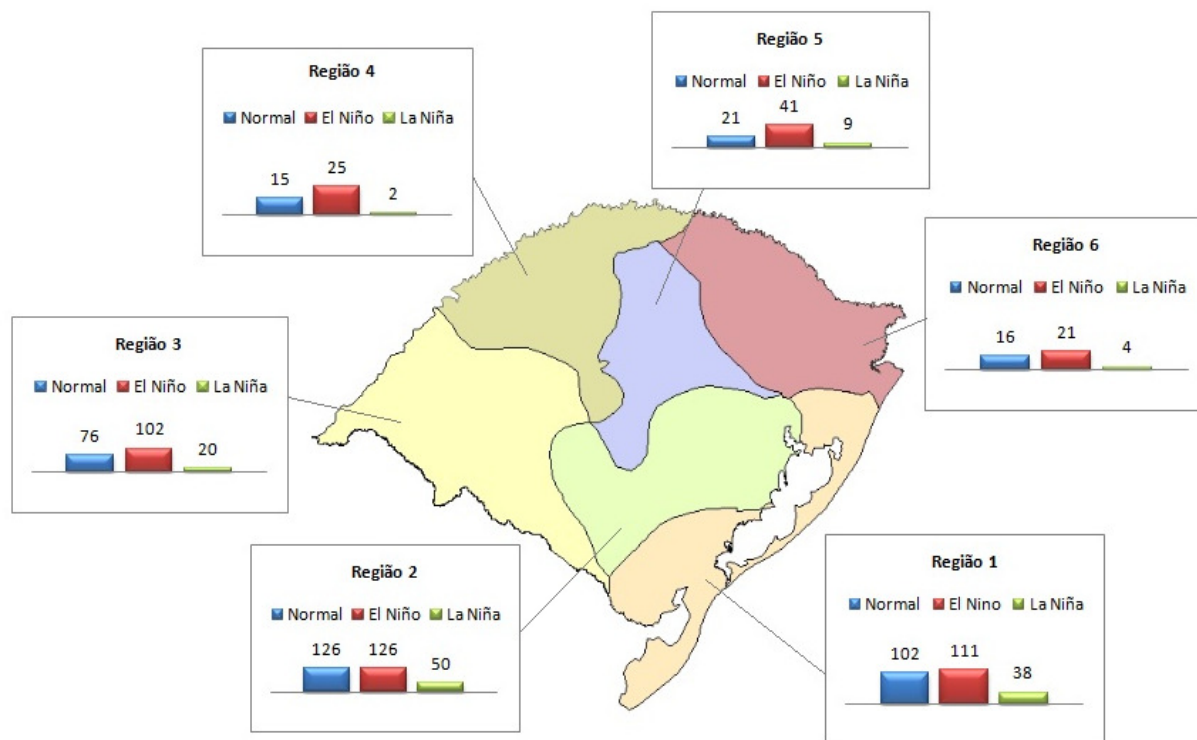 Região 4
Normal El Niño La Niña
15 25 2
Região 5
Normal El Niño La Niña
21 41 9
Região 6
Normal El Niño La Niña
16 21 4
Região 3
Normal El Niño La Niña
76 102 20
Região 2
Normal El Niño La Niña
126 126 50
Região 1
Normal El Nino La Niña
102 111 38